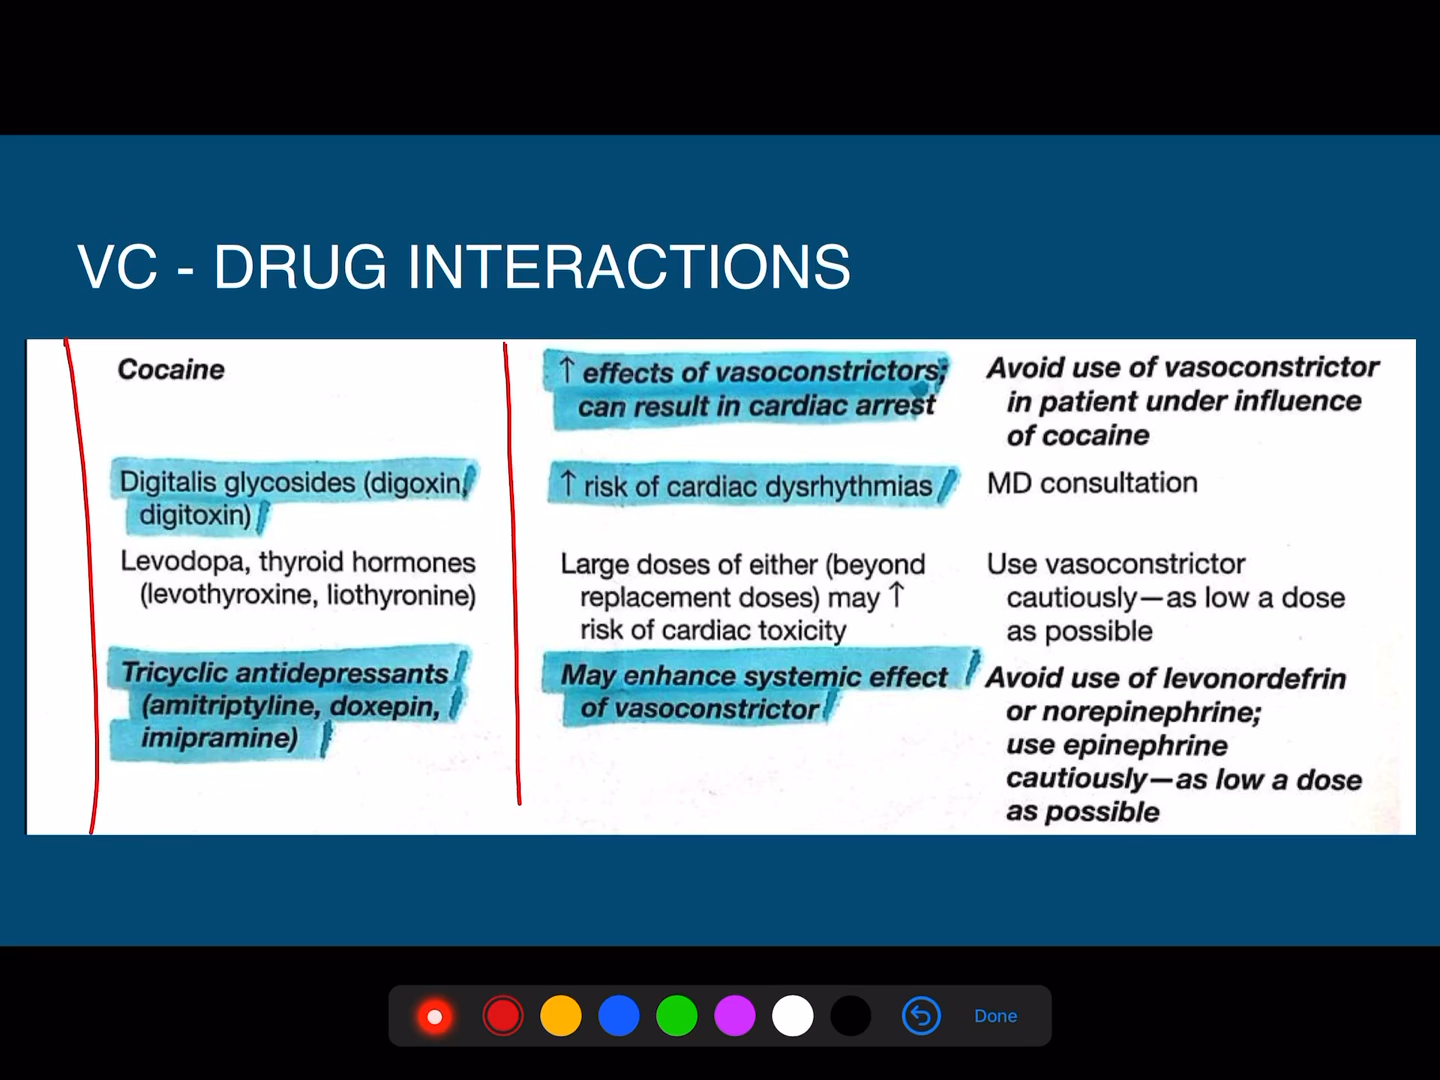 VC - DRUG INTERACTIONS
Cocaine
↑ effects of vasoconstrictors;
can result in cardiac arrest
Avoid use of vasoconstrictor
in patient under influence
of cocaine
Digitalis glycosides (digoxin,
digitoxin)
↑ risk of cardiac dysrhythmias
MD consultation
Levodopa, thyroid hormones
(levothyroxine, liothyronine)
Large doses of either (beyond
replacement doses) may ↑
risk of cardiac toxicity
Use vasoconstrictor
cautiously—as low a dose
as possible
Tricyclic antidepressants
(amitriptyline, doxepin,
imipramine)
May enhance systemic effect
of vasoconstrictor
Avoid use of levonordefrin
or norepinephrine;
use epinephrine
cautiously—as low a dose
as possible
Done